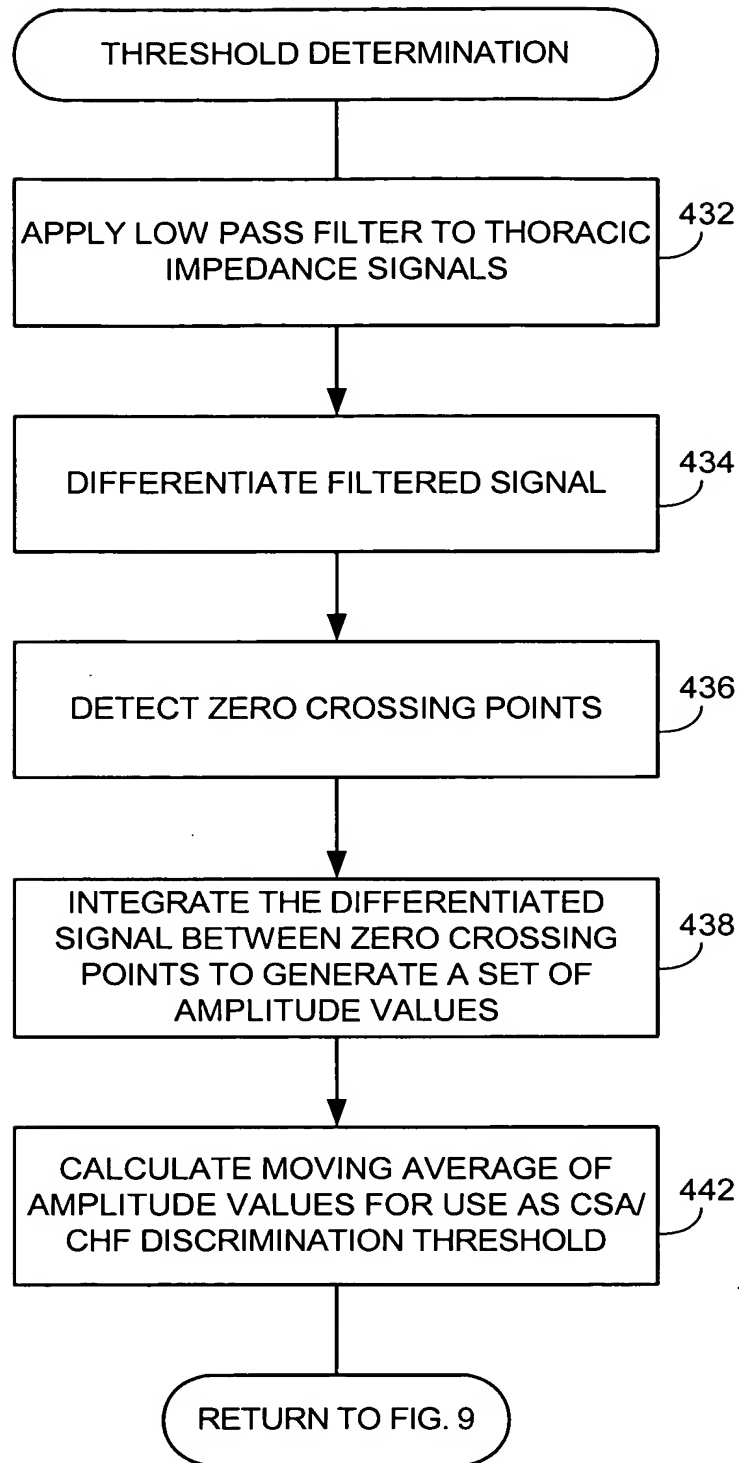 THRESHOLD DETERMINATION
APPLY LOW PASS FILTER TO THORACIC
IMPEDANCE SIGNALS
432
DIFFERENTIATE FILTERED SIGNAL
434
DETECT ZERO CROSSING POINTS
436
INTEGRATE THE DIFFERENTIATED
SIGNAL BETWEEN ZERO CROSSING
POINTS TO GENERATE A SET OF
AMPLITUDE VALUES
438
CALCULATE MOVING AVERAGE OF
AMPLITUDE VALUES FOR USE AS CSA/
CHF DISCRIMINATION THRESHOLD
442
RETURN TO FIG. 9